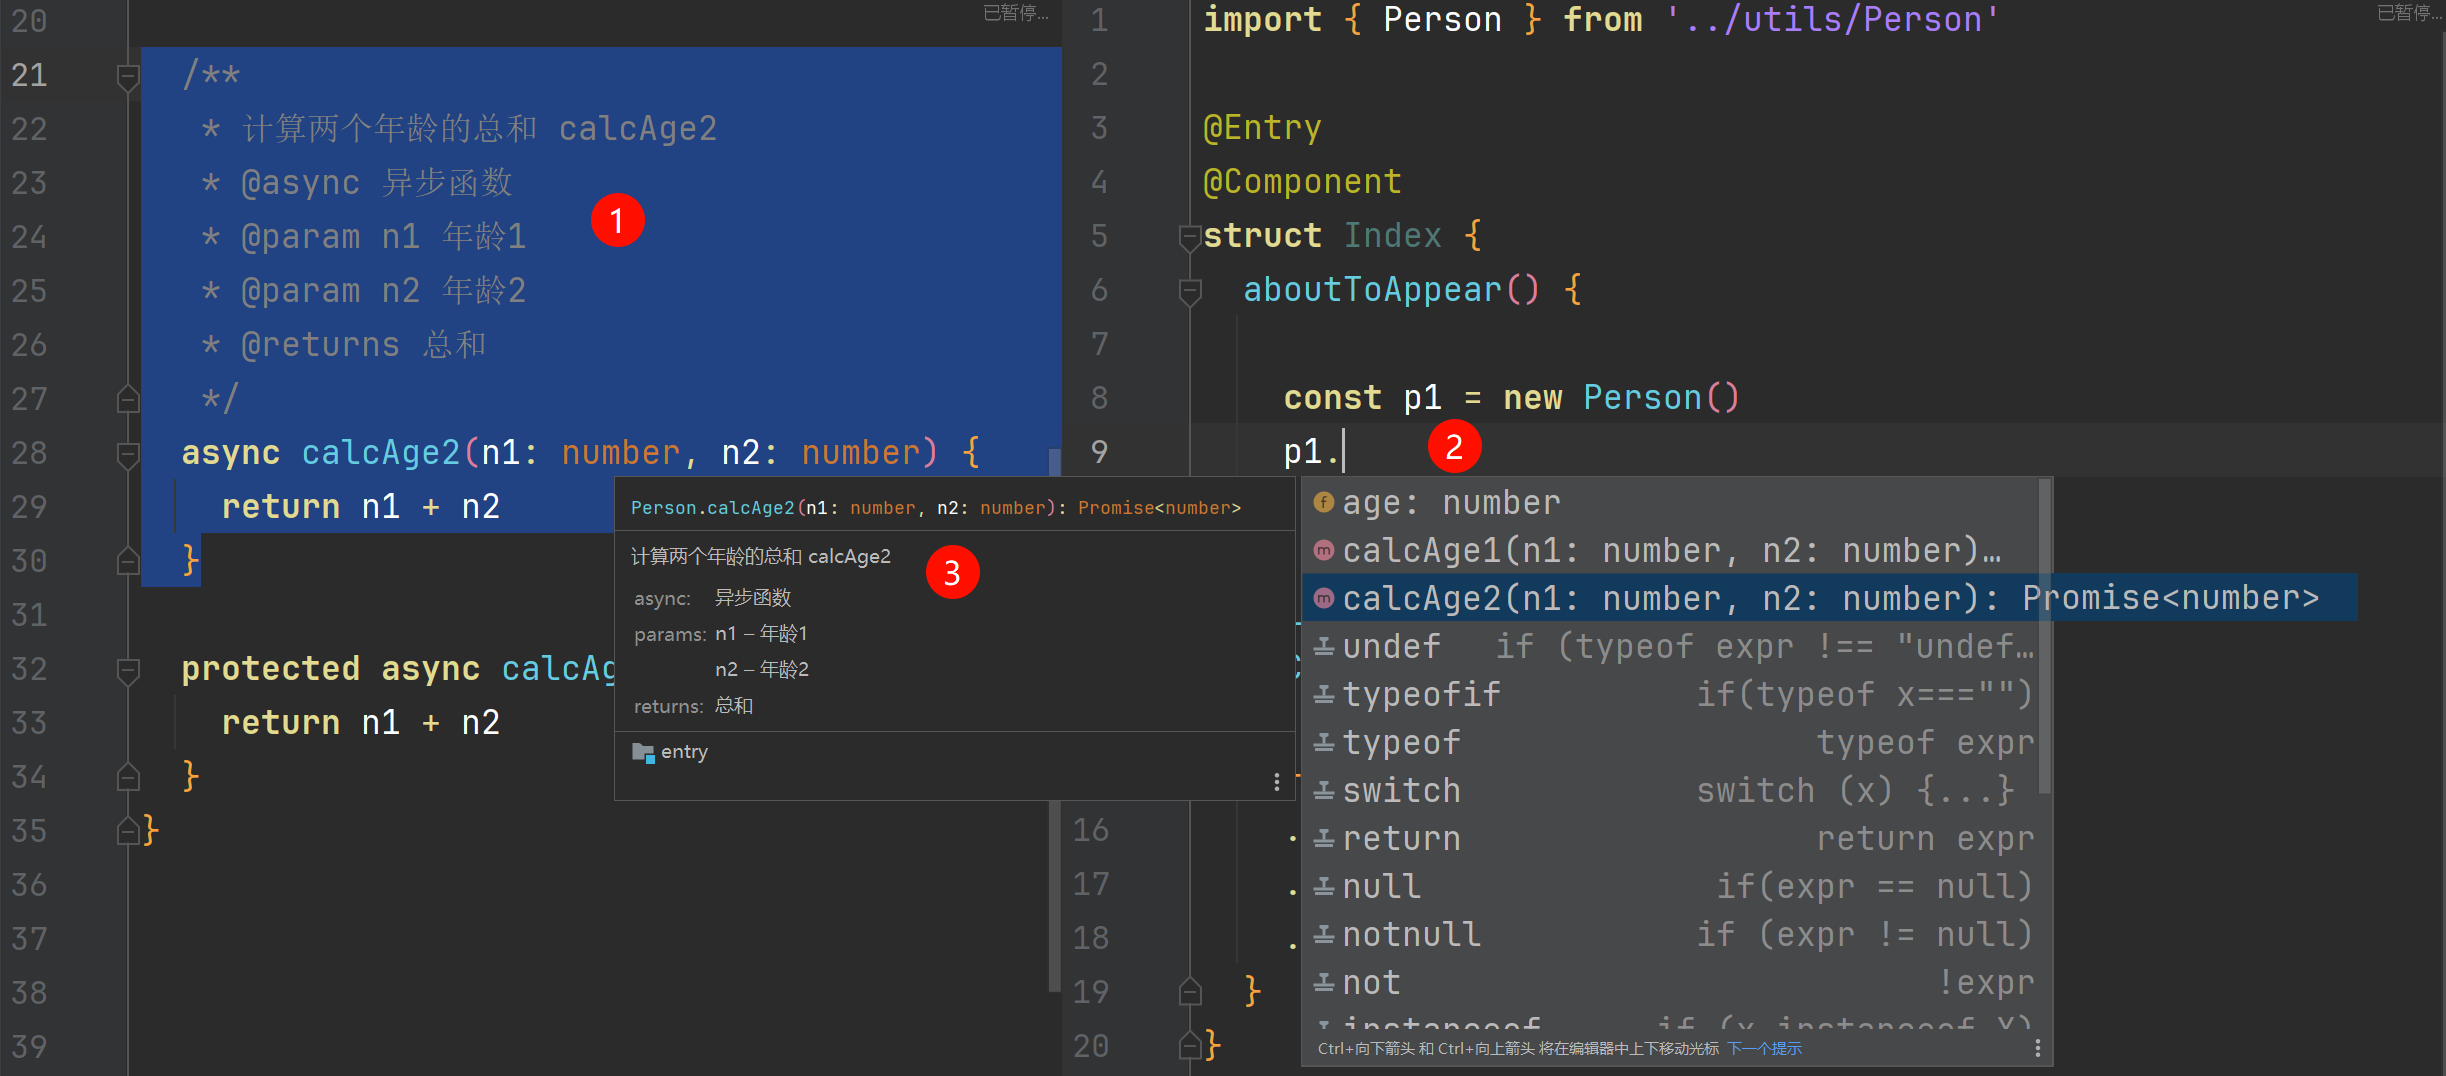 已暂停...
20
21 /**
22 * 计算两个年龄的总和 calcAge2
23 * @async 异步函数
24 * @param n1 年龄1
25 * @param n2 年龄2
26 * @returns 总和
27 */
28 async calcAge2(n1: number, n2: number) {
29 return n1 + n2
30 }
31
32 protected async calcAg
33 return n1 + n2
34 }
35 }
36
37
38
39
1
Person.calcAge2(n1: number, n2: number): Promise<number>
计算两个年龄的总和 calcAge2
async: 异步函数
params: n1 – 年龄1
n2 – 年龄2
returns: 总和
entry
3
已暂停...
1 import { Person } from '../utils/Person'
2
3 @Entry
4 @Component
5 struct Index {
6 aboutToAppear() {
7
8 const p1 = new Person()
9 p1.
2
age: number
calcAge1(n1: number, n2: number)…
calcAge2(n1: number, n2: number): Promise<number>
undef if (typeof expr !== "undef…
typeofif if(typeof x==="")
typeof typeof expr
switch switch (x) {...}
return return expr
null if(expr == null)
notnull if (expr != null)
not !expr
instanceof if (x instanceof Y)
Ctrl+向下箭头 和 Ctrl+向上箭头 将在编辑器中上下移动光标 下一个提示
16 .
17 .
18 .
19 }
20 }